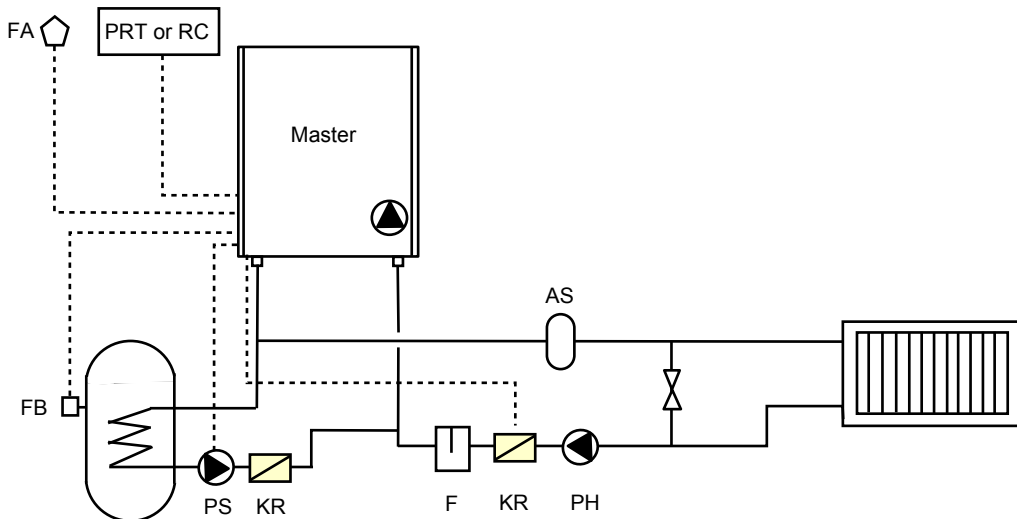 FA
PRT or RC
Master
AS
FB
PS
KR
F
KR
PH